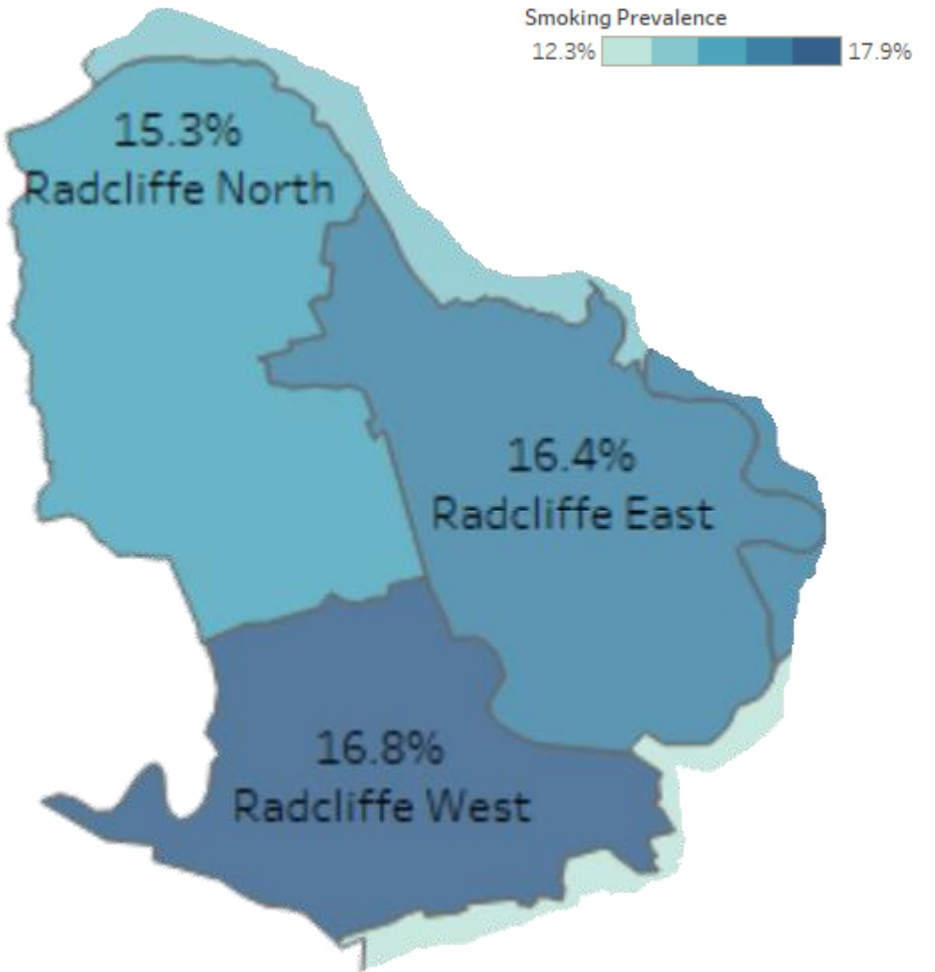 Smoking Prevalence
12.3% 17.9%
15.3%
Radcliffe North
16.4%
Radcliffe East
16.8%
Radcliffe West